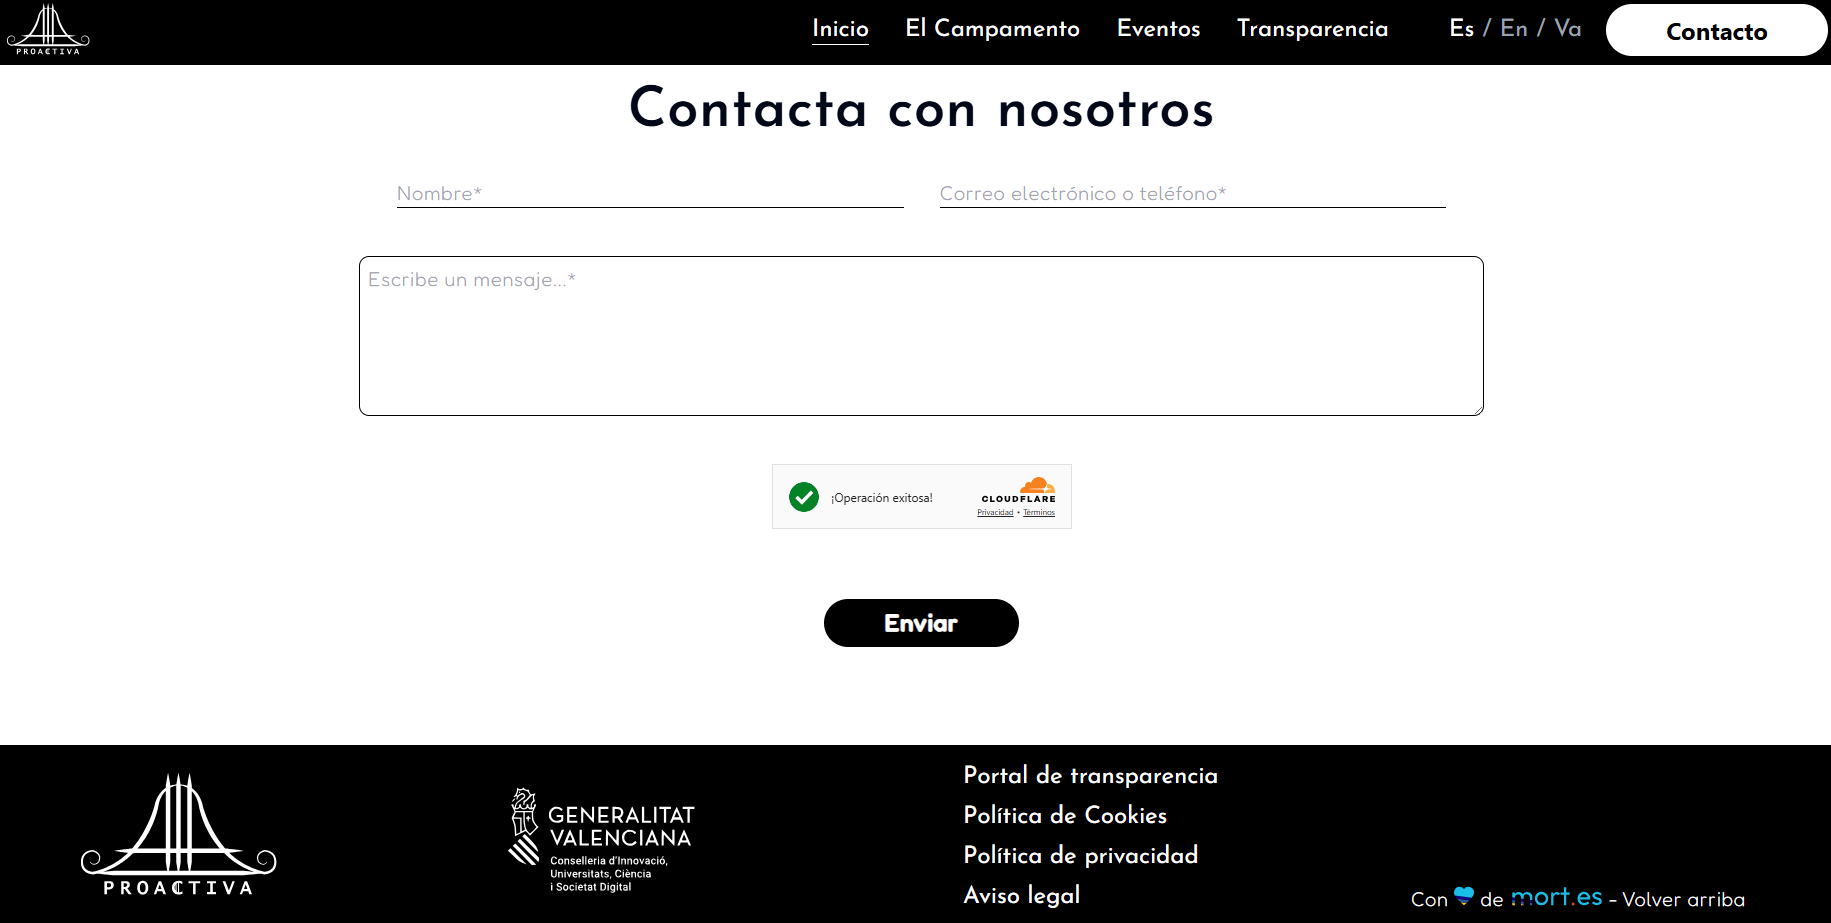 PROACTIVA
Inicio El Campamento Eventos Transparencia Es / En / Va Contacto
Contacta con nosotros
Nombre* Correo electrónico o teléfono*
Escribe un mensaje...*
¡Operación exitosa! CLOUDFLARE
Privacidad • Términos
Enviar
PROACTIVA
GENERALITAT
VALENCIANA
Conselleria d'Innovació,
Universitats, Ciència
i Societat Digital
Portal de transparencia
Política de Cookies
Política de privacidad
Aviso legal
Con de mort.es - Volver arriba